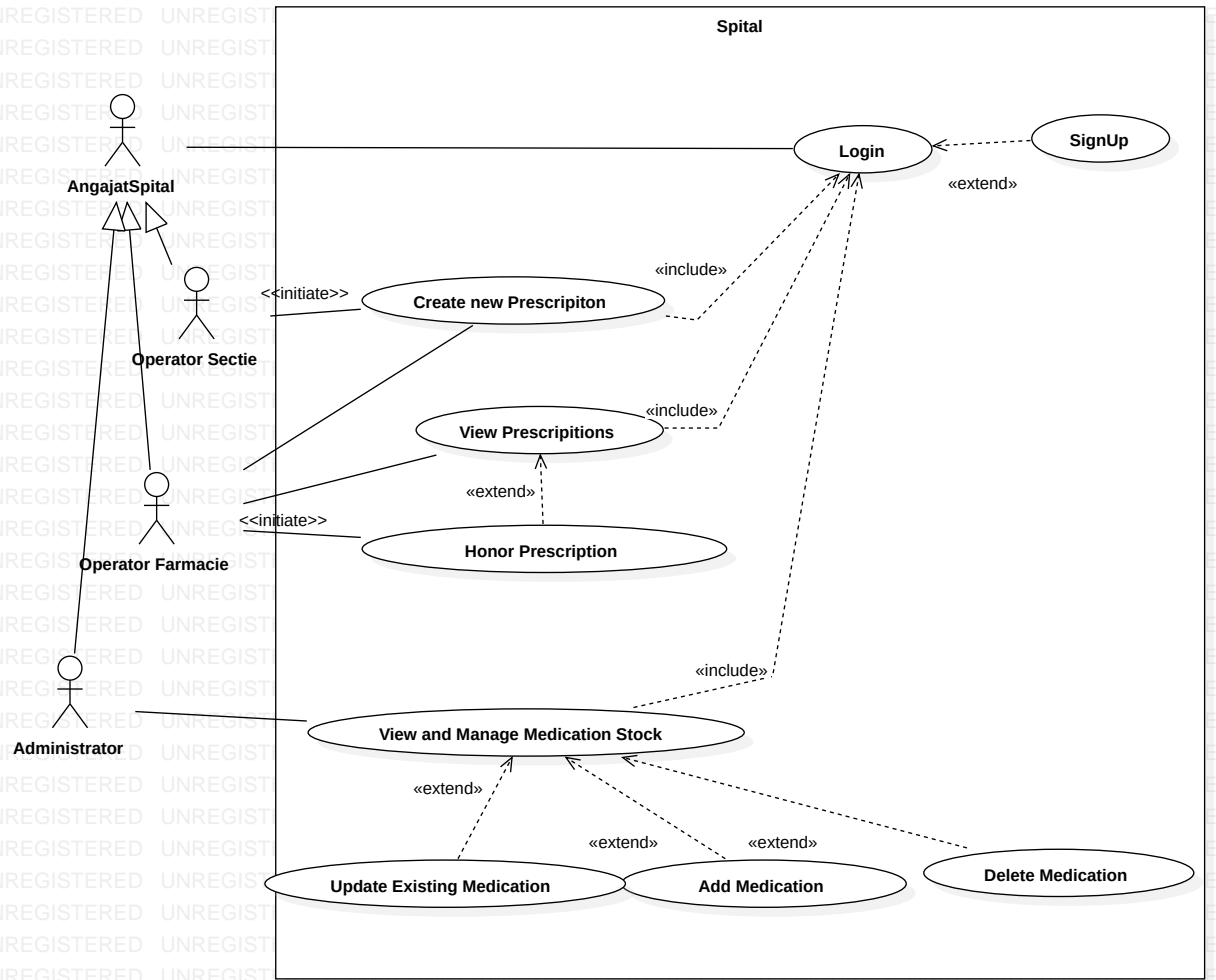 Spital
Login
SignUp
AngajatSpital
«extend»
«include»
<<initiate>>
Create new Prescripiton
Operator Sectie
«include»
View Prescripitions
«extend»
<<initiate>>
Honor Prescription
Operator Farmacie
«include»
Administrator
View and Manage Medication Stock
«extend»
«extend»
«extend»
Update Existing Medication
Add Medication
Delete Medication
UNREGISTERED